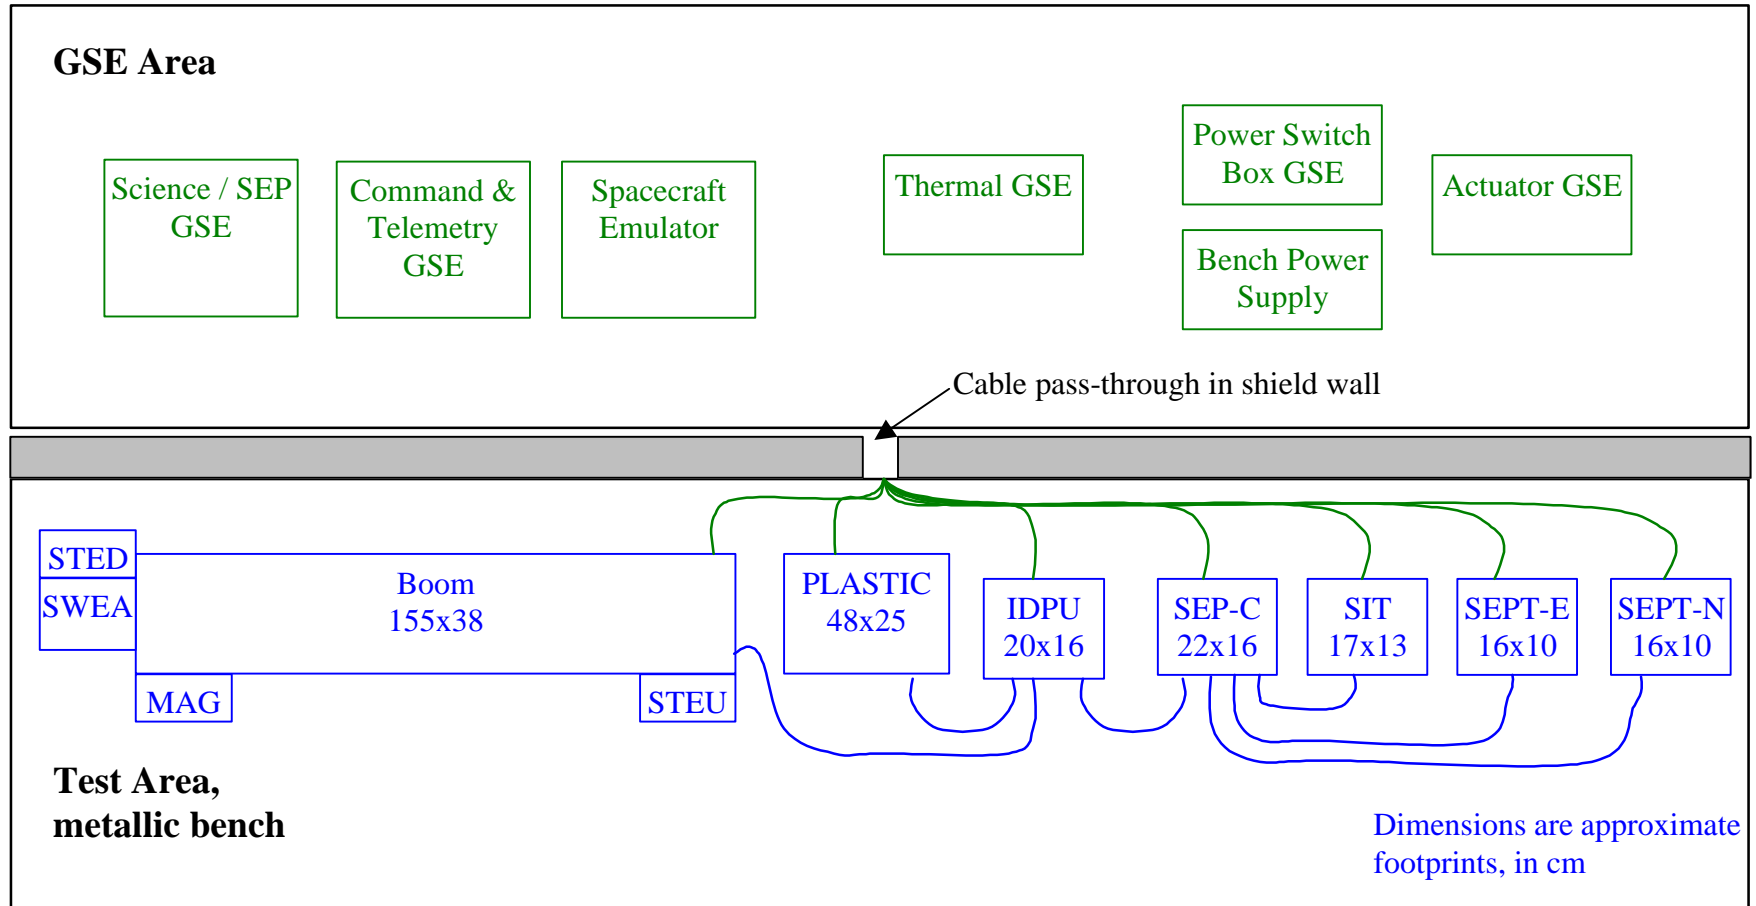 GSE Area
Science / SEP
GSE
Command &
Telemetry
GSE
Spacecraft
Emulator
Thermal GSE
Power Switch
Box GSE
Bench Power
Supply
Actuator GSE
Cable pass-through in shield wall
STED
SWEA
Boom
155x38
MAG
STEU
PLASTIC
48x25
IDPU
20x16
SEP-C
22x16
SIT
17x13
SEPT-E
16x10
SEPT-N
16x10
Test Area,
metallic bench
Dimensions are approximate
footprints, in cm